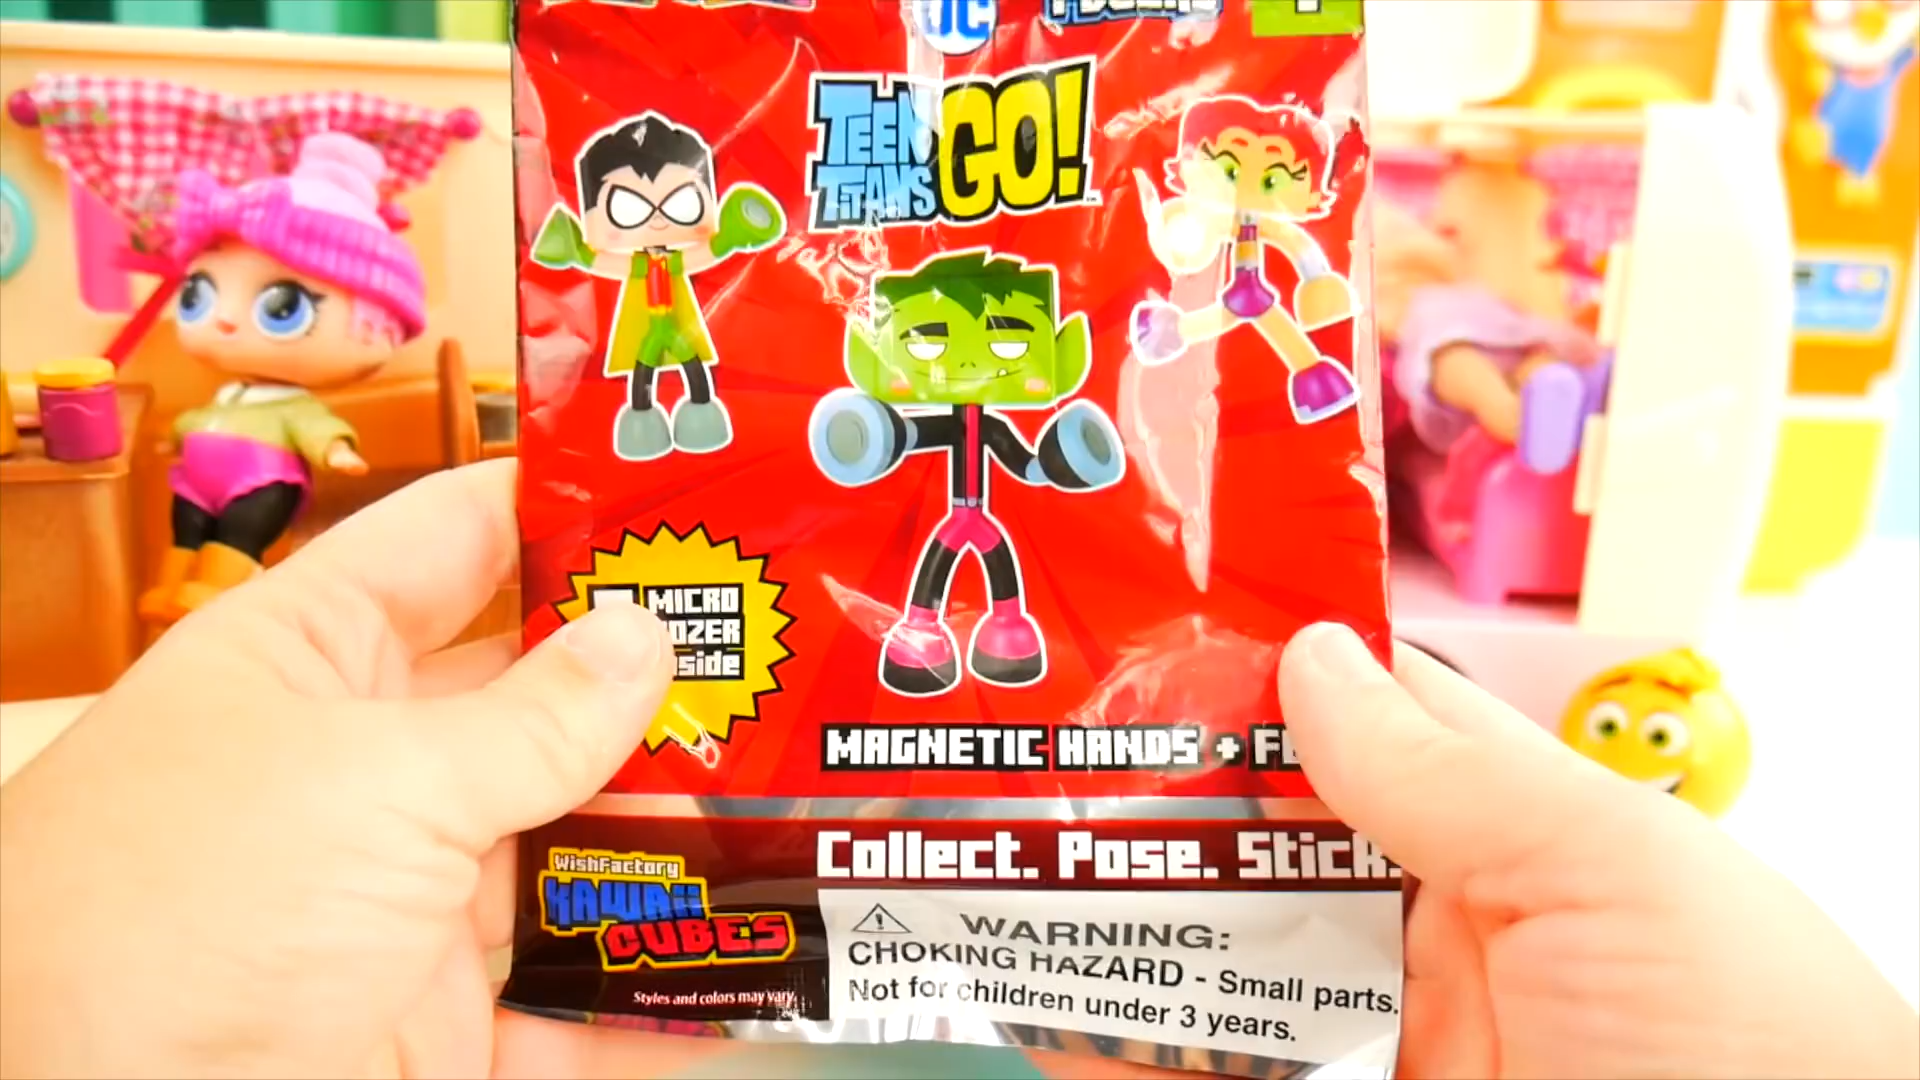 DC
TEEN
TITANS
GO!
MICRO
MAGNETIC HANDS +
Collect. Pose. Stick.
WishFactory
KAWAII
CUBES
Styles and colors may vary.
WARNING:
CHOKING HAZARD - Small parts.
Not for children under 3 years.